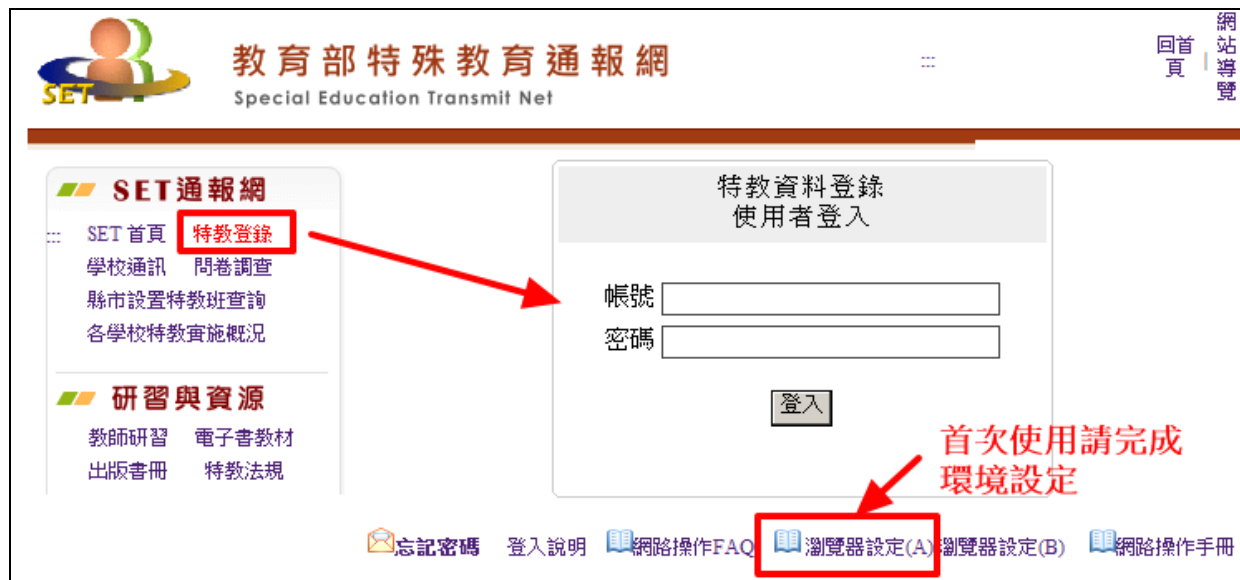 SET
教育部特殊教育通報網
Special Education Transmit Net
:::
回首頁
網站導覽
SET通報網
::: SET 首頁 特教登錄
學校通訊 問卷調查
縣市設置特教班查詢
各學校特教實施概況
研習與資源
教師研習 電子書教材
出版書冊 特教法規
特教資料登錄
使用者登入
帳號
密碼
登入
首次使用請完成
環境設定
忘記密碼 登入說明 網路操作FAQ 瀏覽器設定(A) 瀏覽器設定(B) 網路操作手冊